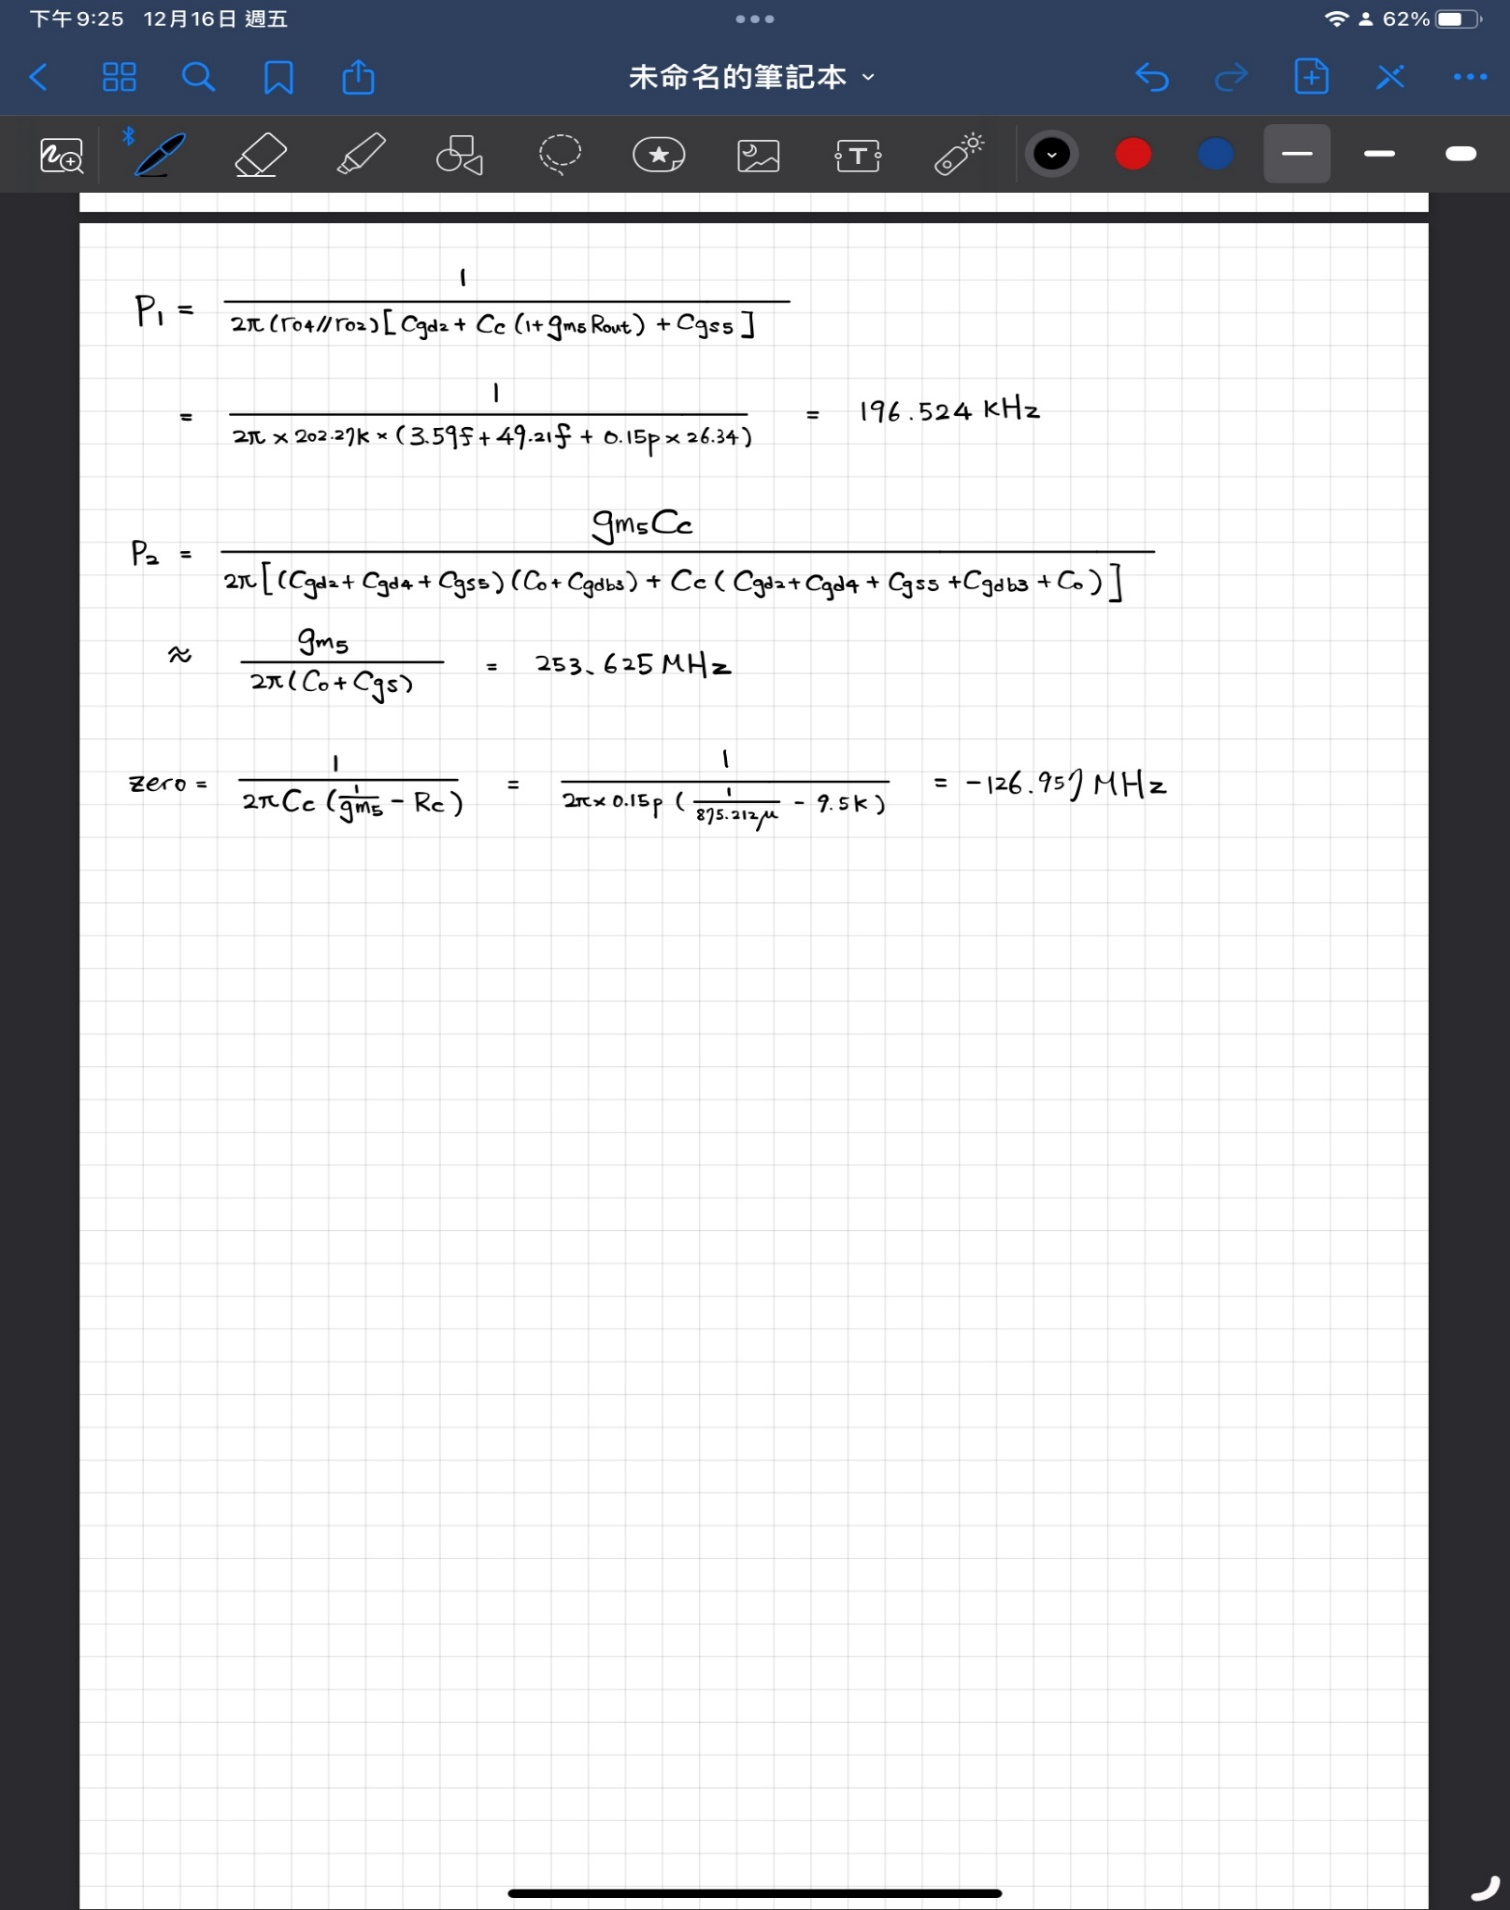 下午9:25 12月16日 週五
62%
未命名的筆記本
T
P₁ = 1 / 2π(ro4//ro2)[Cgd2 + Cc(1+gm5Rout) + Cgs5]
= 1 / 2π × 202.27k × (3.59f + 49.21f + 0.15p × 26.34) = 196.524 kHz
P₂ = gm5Cc / 2π[(Cgd2 + Cgd4 + Cgs5)(Co + Cgdb3) + Cc(Cgd2 + Cgd4 + Cgs5 + Cgdb3 + Co)]
≈ gm5 / 2π(Co + Cgs) = 253.625 MHz
zero = 1 / 2πCc(1/gm5 - Rc) = 1 / 2π × 0.15p(1/875.212μ - 9.5k) = -126.957 MHz